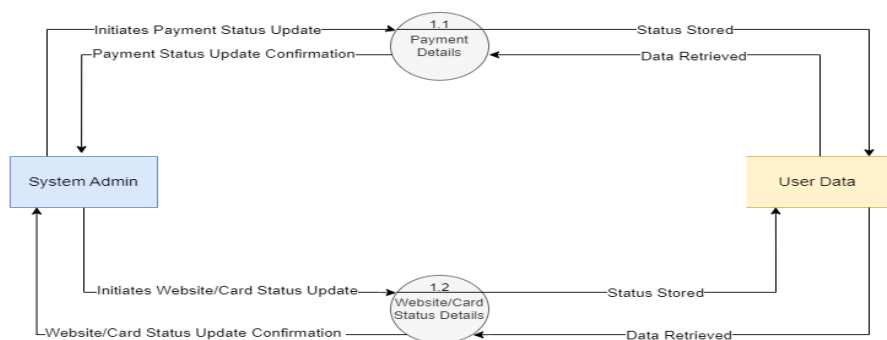 Initiates Payment Status Update
1.1
Status Stored
Payment Status Update Confirmation
Payment
Details
Data Retrieved
System Admin
User Data
Initiates Website/Card Status Update
1.2
Status Stored
Website/Card
Status Details
Website/Card Status Update Confirmation
Data Retrieved